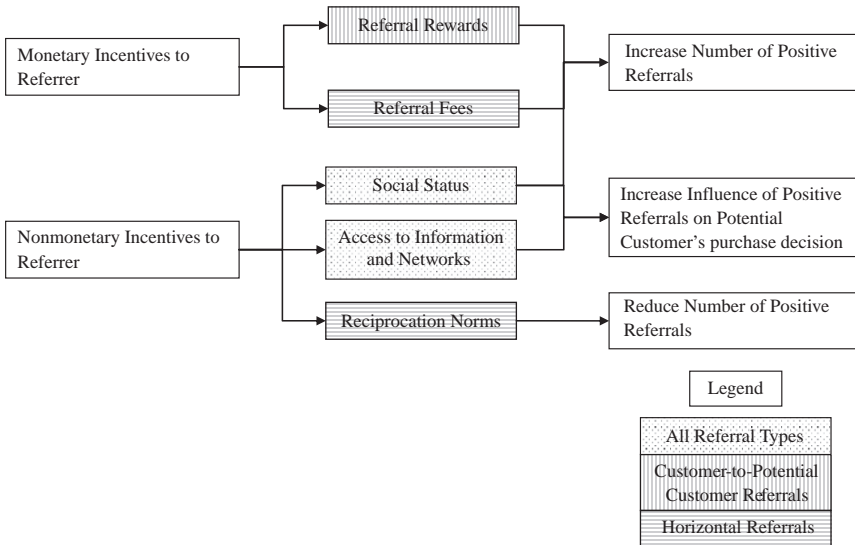 Monetary Incentives to
Referrer
Referral Rewards
Referral Fees
Increase Number of Positive
Referrals
Nonmonetary Incentives to
Referrer
Social Status
Access to Information
and Networks
Reciprocation Norms
Increase Influence of Positive
Referrals on Potential
Customer’s purchase decision
Reduce Number of Positive
Referrals
Legend
All Referral Types
Customer-to-Potential
Customer Referrals
Horizontal Referrals